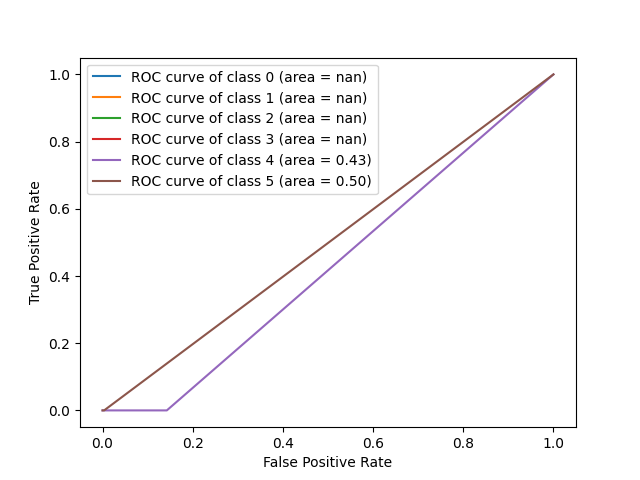 ROC curve of class 0 (area = nan)
ROC curve of class 1 (area = nan)
ROC curve of class 2 (area = nan)
ROC curve of class 3 (area = nan)
ROC curve of class 4 (area = 0.43)
ROC curve of class 5 (area = 0.50)
True Positive Rate
1.0
0.8
0.6
0.4
0.2
0.0
0.0 0.2 0.4 0.6 0.8 1.0
False Positive Rate